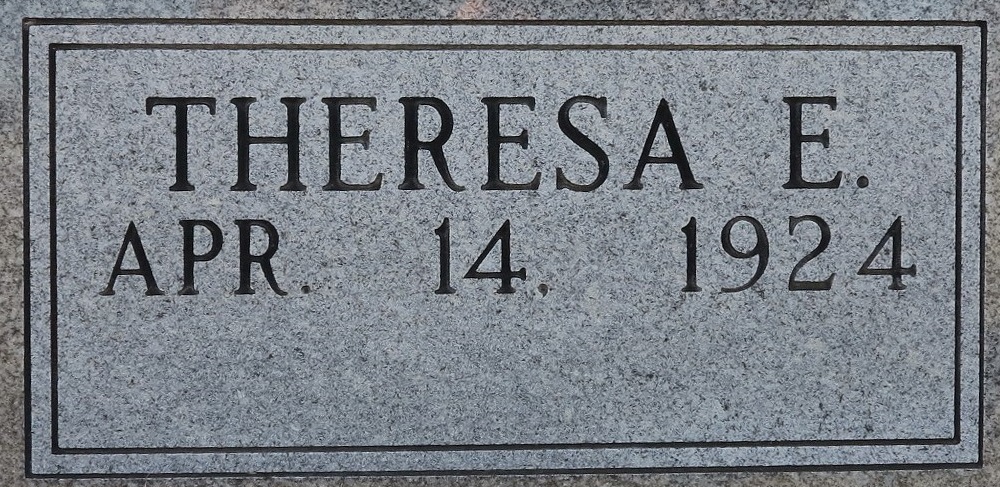 THERESA E.
APR. 14, 1924